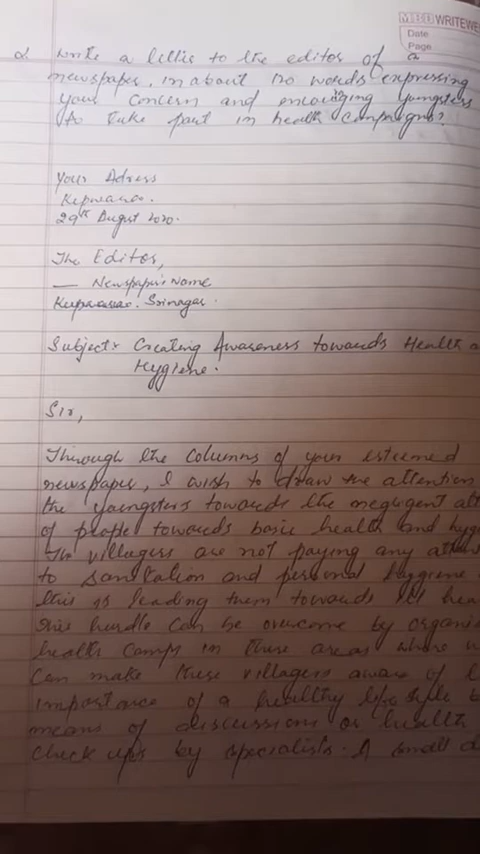 MBD WRITEWE
Date
Page
Write a letter to the editor of a
newspaper, in about 120 words expressing
your concern and encouraging youngsters
to take part in health campaigns?
Your Adress
Kupwara.
29th August 2020.
The Editor,
— Newspaper's Name
Srinagar.
Subject: Creating Awareness towards Health
Hygiene.
Sir,
Through the columns of your esteemed
newspaper, I wish to draw the attention
the youngsters towards the negligent
of people towards basic health and
The villagers are not paying any
to sanitation and personal hygiene
this is leading them towards ill
This hurdle can be overcome by
health camps in these areas where
can make these villagers aware of
importance of a healthy life style
means of discussions or health
check ups by specialists. A small